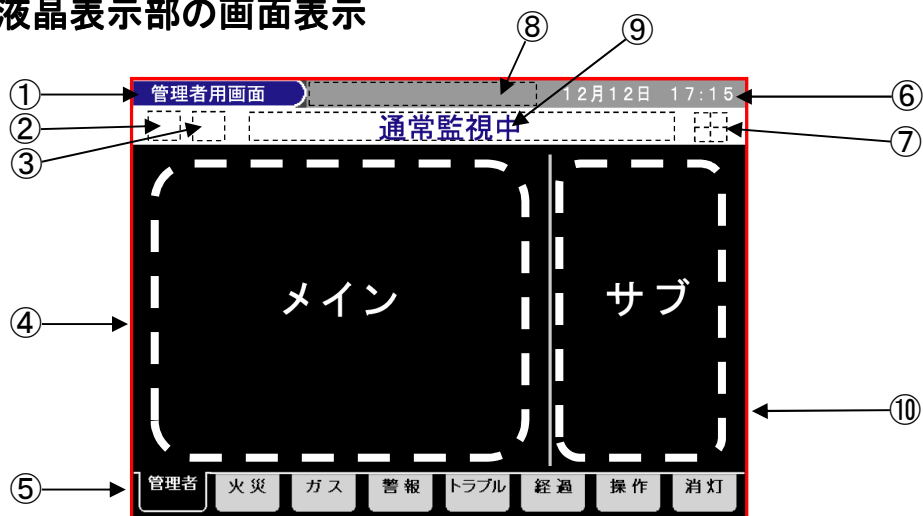 液晶表示部の画面表示
⑧ ⑨
① 管理者用画面 12月12日 17:15 ⑥
② 通常監視中 ⑦
③
④ メイン サブ
⑩
⑤ 管理者 火災 ガス 警報 トラブル 経過 操作 消灯